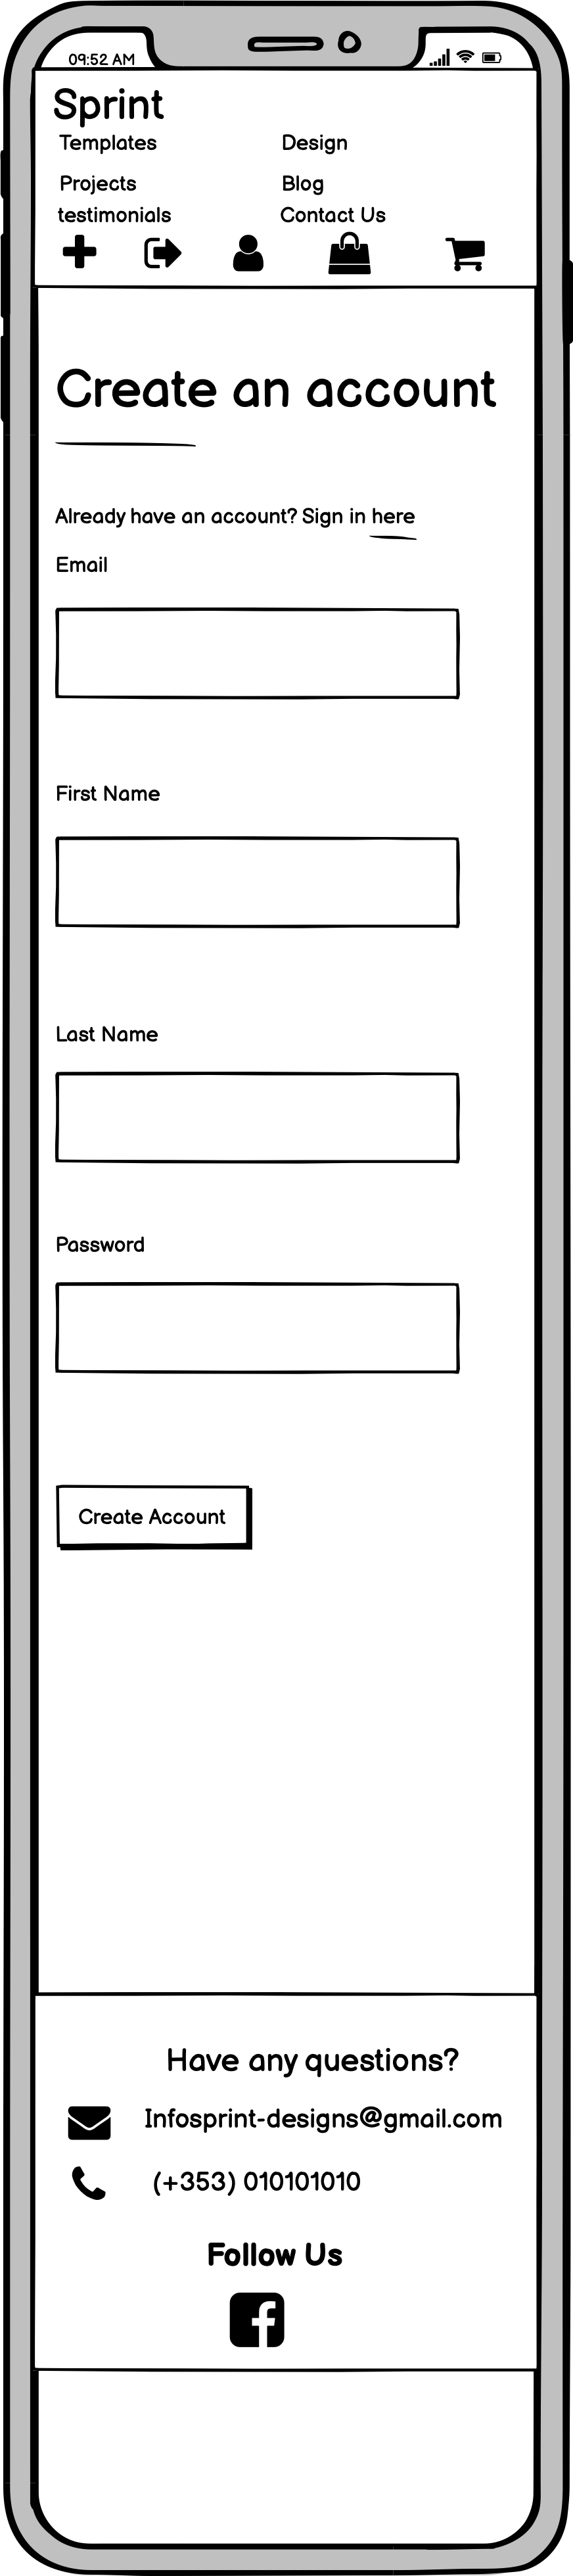 09:52 AM
Sprint
Templates Design
Projects Blog
testimonials Contact Us
Create an account
Already have an account? Sign in here
Email
First Name
Last Name
Password
Create Account
Have any questions?
Infosprint-designs@gmail.com
(+353) 010101010
Follow Us